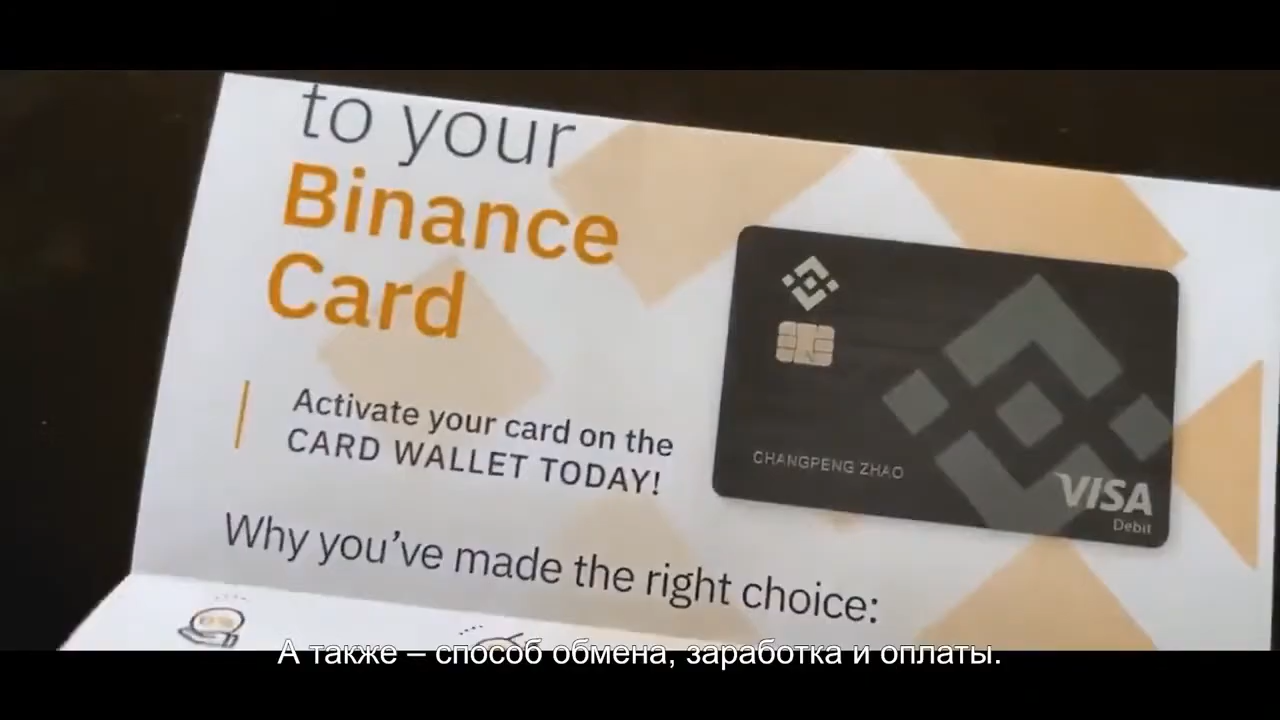 to your
Binance
Card
Activate your card on the
CARD WALLET TODAY!
CHANGPENG ZHAO
VISA
Debit
Why you've made the right choice:
А также – способ обмена, заработка и оплаты.